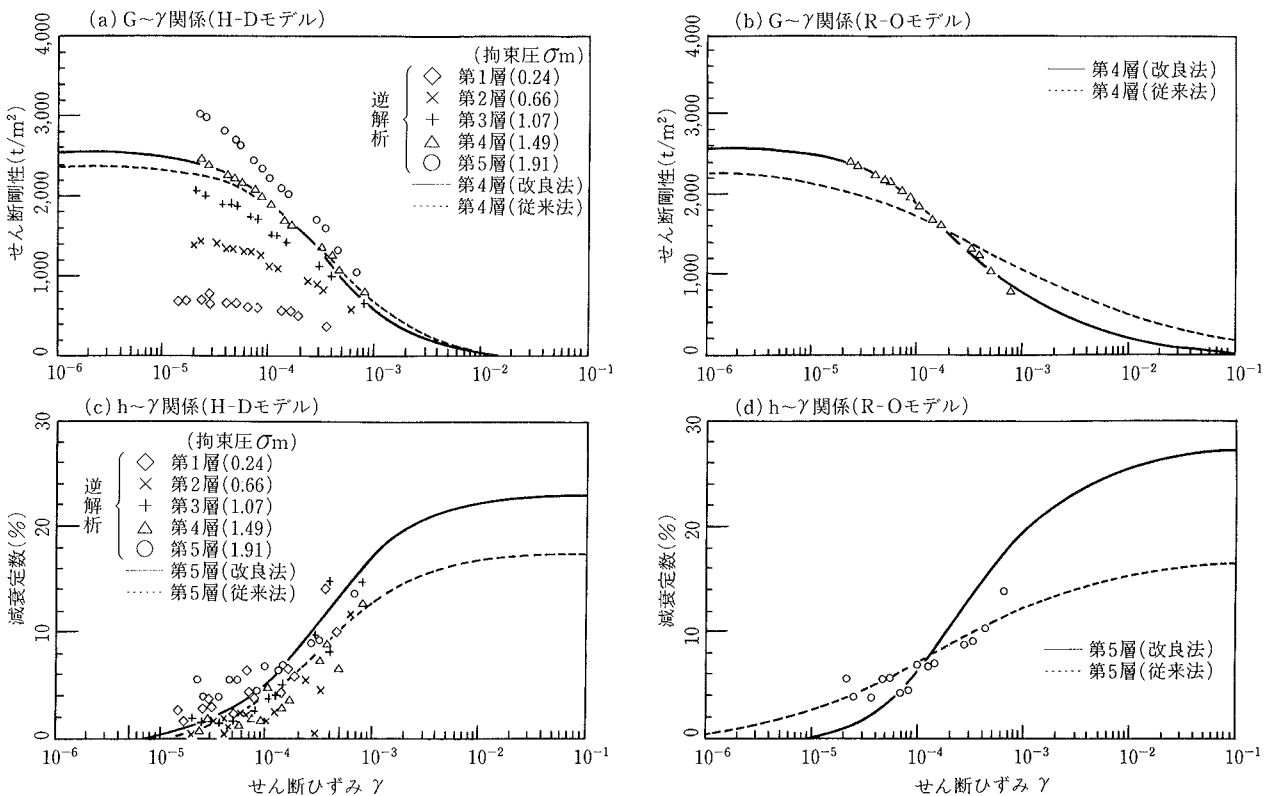 (a) G~γ関係(H-Dモデル)
4,000
3,000
2,000
1,000
0
せん断剛性(t/m²)
(拘束圧σm)
逆解析
◇ 第1層(0.24)
× 第2層(0.66)
+ 第3層(1.07)
△ 第4層(1.49)
○ 第5層(1.91)
第4層(改良法)
第4層(従来法)
10⁻⁶ 10⁻⁵ 10⁻⁴ 10⁻³ 10⁻² 10⁻¹
(b) G~γ関係(R-Oモデル)
4,000
3,000
2,000
1,000
0
せん断剛性(t/m²)
第4層(改良法)
第4層(従来法)
10⁻⁶ 10⁻⁵ 10⁻⁴ 10⁻³ 10⁻² 10⁻¹
(c) h~γ関係(H-Dモデル)
30
20
10
0
減衰定数(%)
(拘束圧σm)
逆解析
◇ 第1層(0.24)
× 第2層(0.66)
+ 第3層(1.07)
△ 第4層(1.49)
○ 第5層(1.91)
第5層(改良法)
第5層(従来法)
10⁻⁶ 10⁻⁵ 10⁻⁴ 10⁻³ 10⁻² 10⁻¹
せん断ひずみ γ
(d) h~γ関係(R-Oモデル)
30
20
10
0
減衰定数(%)
第5層(改良法)
第5層(従来法)
10⁻⁶ 10⁻⁵ 10⁻⁴ 10⁻³ 10⁻² 10⁻¹
せん断ひずみ γ